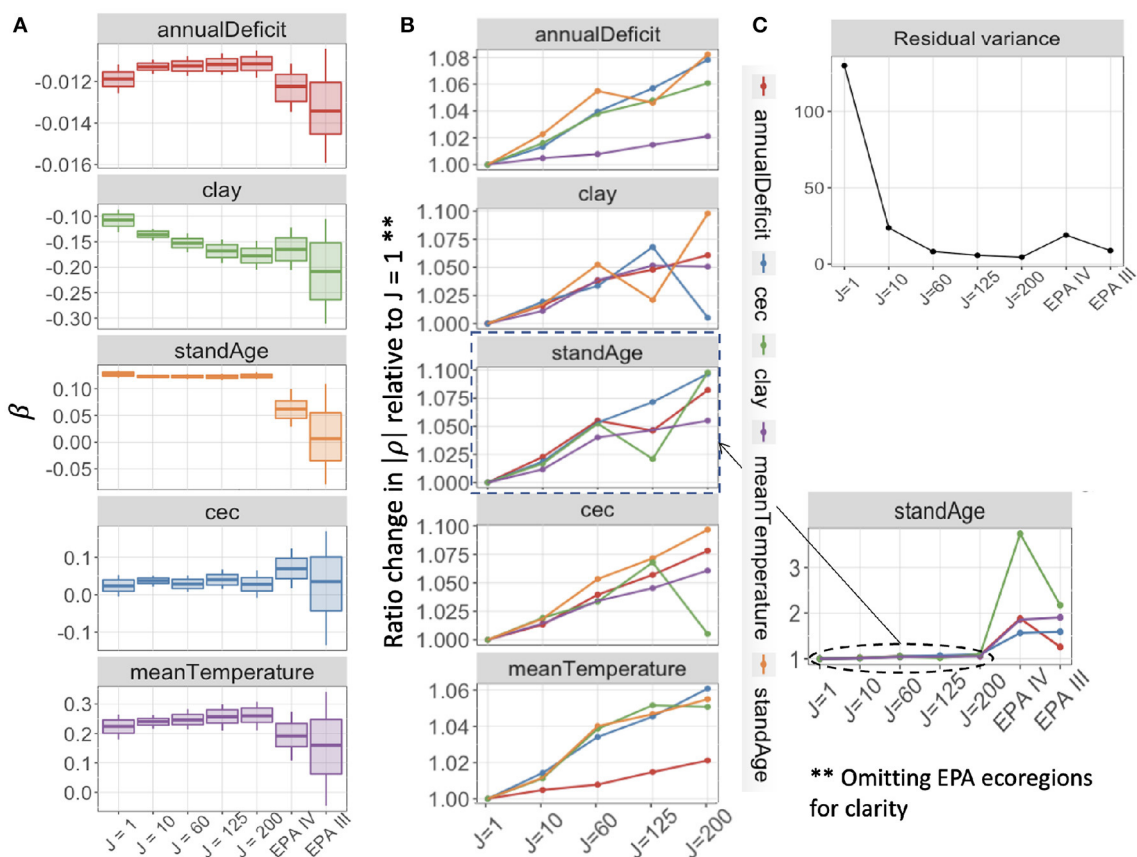 A
annualDeficit
-0.012
-0.014
-0.016
clay
-0.10
-0.15
-0.20
-0.25
-0.30
standAge
0.10
0.05
0.00
-0.05
cec
0.1
0.0
-0.1
meanTemperature
0.3
0.2
0.1
0.0
β
J = 1
J = 10
J = 60
J = 125
J = 200
EPA IV
EPA III
B
annualDeficit
1.08
1.06
1.04
1.02
1.00
clay
1.100
1.075
1.050
1.025
1.000
standAge
1.100
1.075
1.050
1.025
1.000
cec
1.100
1.075
1.050
1.025
1.000
meanTemperature
1.06
1.04
1.02
1.00
Ratio change in |ρ| relative to J = 1 **
J=1
J=10
J=60
J=125
J=200
annualDeficit
cec
clay
meanTemperature
standAge
C
Residual variance
100
50
0
J=1
J=10
J=60
J=125
J=200
EPA IV
EPA III
standAge
3
2
1
J=1
J=10
J=60
J=125
J=200
EPA IV
EPA III
** Omitting EPA ecoregions
for clarity